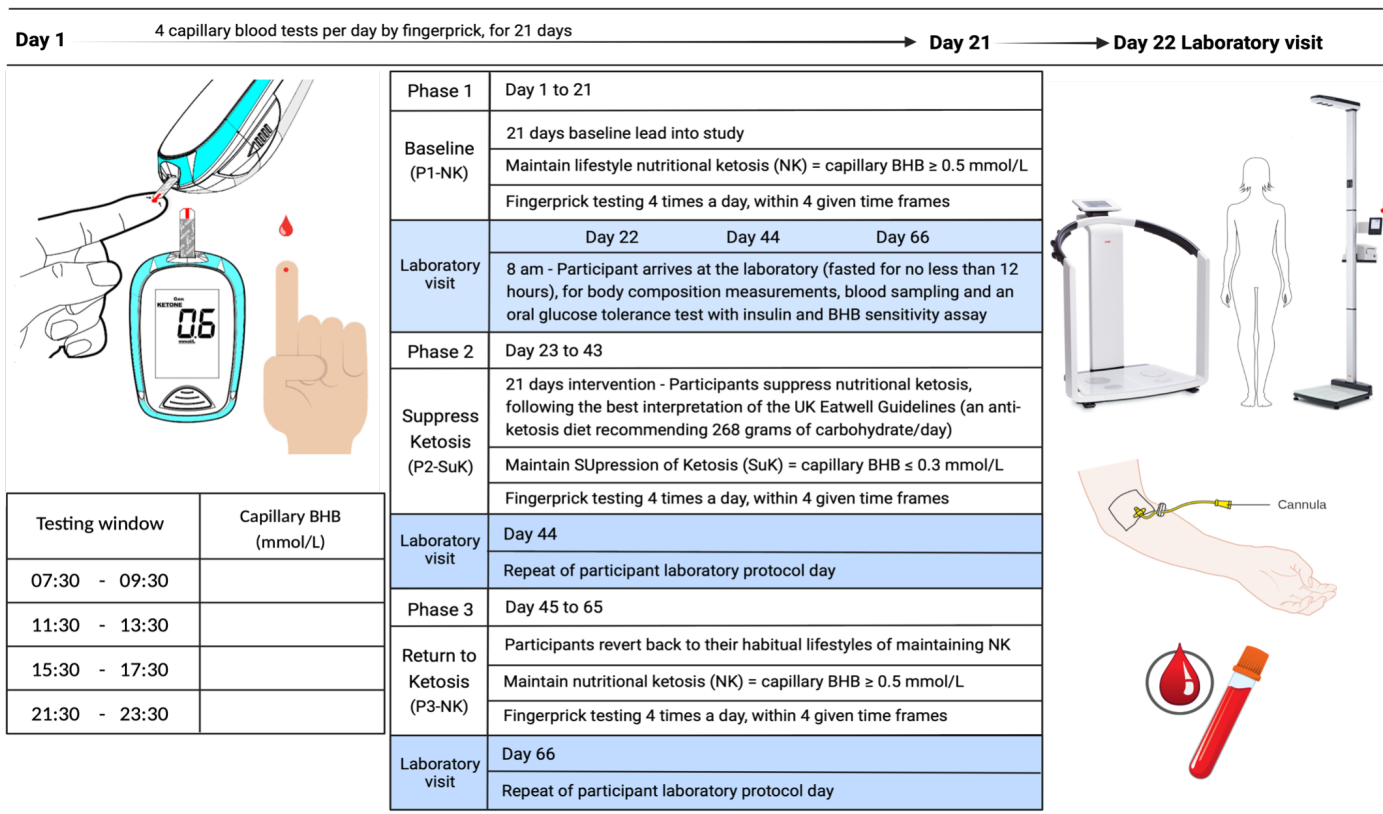 Day 1
4 capillary blood tests per day by fingerprick, for 21 days
Day 21
Day 22 Laboratory visit
KETONE
0.6
mmol/L
Testing window
Capillary BHB
(mmol/L)
07:30 - 09:30
11:30 - 13:30
15:30 - 17:30
21:30 - 23:30
Phase 1
Day 1 to 21
Baseline
(P1-NK)
21 days baseline lead into study
Maintain lifestyle nutritional ketosis (NK) = capillary BHB ≥ 0.5 mmol/L
Fingerprick testing 4 times a day, within 4 given time frames
Laboratory
visit
Day 22 Day 44 Day 66
8 am - Participant arrives at the laboratory (fasted for no less than 12
hours), for body composition measurements, blood sampling and an
oral glucose tolerance test with insulin and BHB sensitivity assay
Phase 2
Day 23 to 43
Suppress
Ketosis
(P2-SuK)
21 days intervention - Participants suppress nutritional ketosis,
following the best interpretation of the UK Eatwell Guidelines (an anti-
ketosis diet recommending 268 grams of carbohydrate/day)
Maintain SUpression of Ketosis (SuK) = capillary BHB ≤ 0.3 mmol/L
Fingerprick testing 4 times a day, within 4 given time frames
Laboratory
visit
Day 44
Repeat of participant laboratory protocol day
Phase 3
Day 45 to 65
Return to
Ketosis
(P3-NK)
Participants revert back to their habitual lifestyles of maintaining NK
Maintain nutritional ketosis (NK) = capillary BHB ≥ 0.5 mmol/L
Fingerprick testing 4 times a day, within 4 given time frames
Laboratory
visit
Day 66
Repeat of participant laboratory protocol day
Cannula